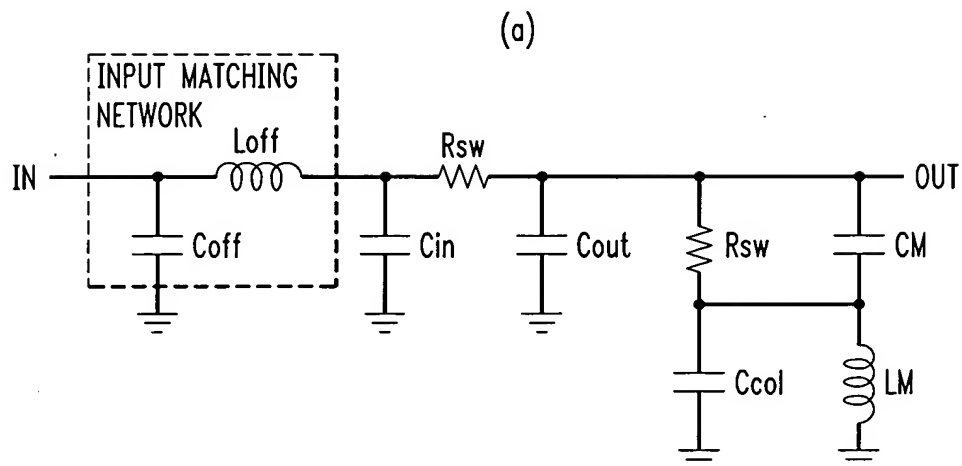 (a)
INPUT MATCHING
NETWORK
Loff
Rsw
IN
OUT
Coff
Cin
Cout
Rsw
CM
Ccol
LM